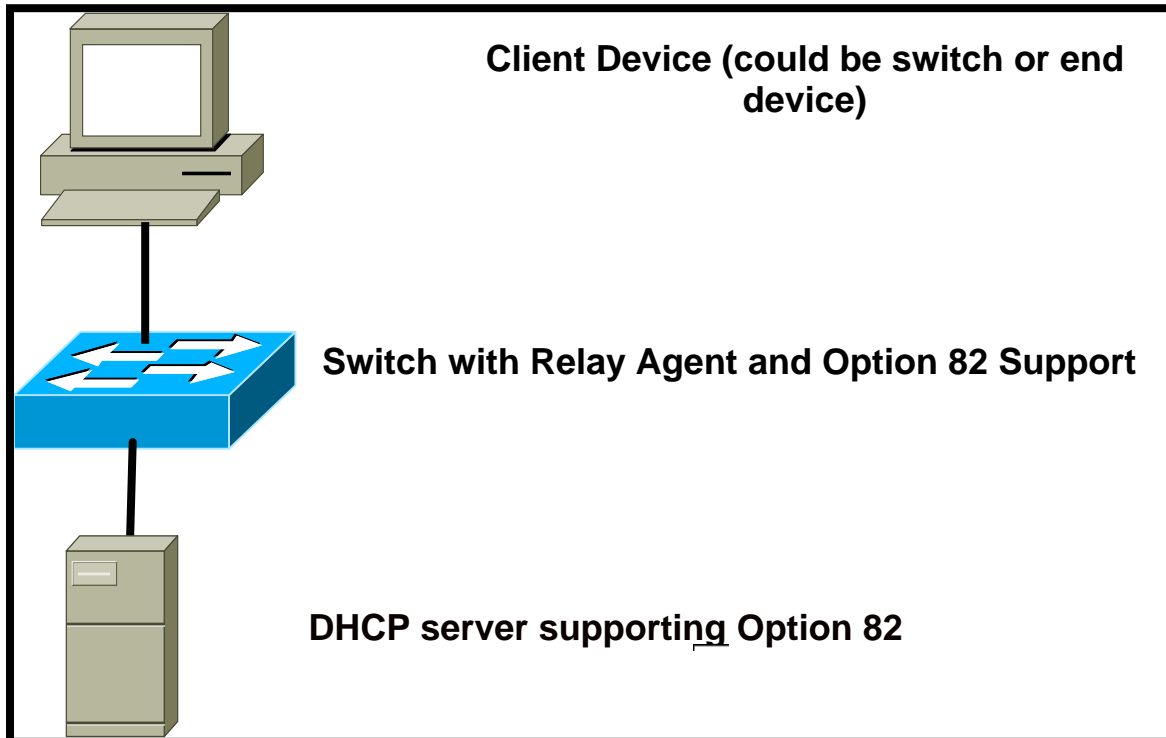 Client Device (could be switch or end
device)
Switch with Relay Agent and Option 82 Support
DHCP server supporting Option 82